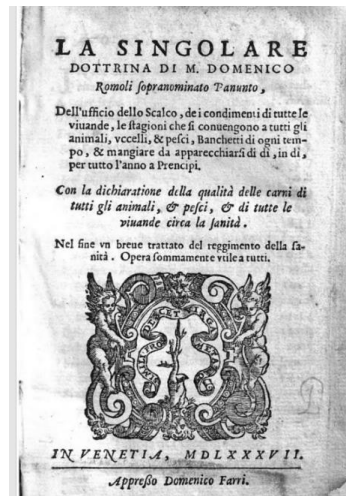 LA SINGOLARE
DOTTRINA DI M. DOMENICO
Romoli ſopranominato Panunto,
Dell'ufficio dello Scalco, de i condimenti di tutte le
viuande, le ſtagioni che ſi conuengono a tutti gli
animali, vccelli, & peſci, Banchetti di ogni tem-
po, & mangiare da apparecchiarſi di dì, in dì,
per tutto l'anno a Prencipi.
Con la dichiaratione della qualità delle carni di
tutti gli animali, & peſci, & di tutte le
viuande circa la ſanità.
Nel fine vn breue trattato del reggimento della ſa-
nità. Opera ſommamente vtile a tutti.
IN VENETIA, MDLXXXVII.
Appreſſo Domenico Farri.